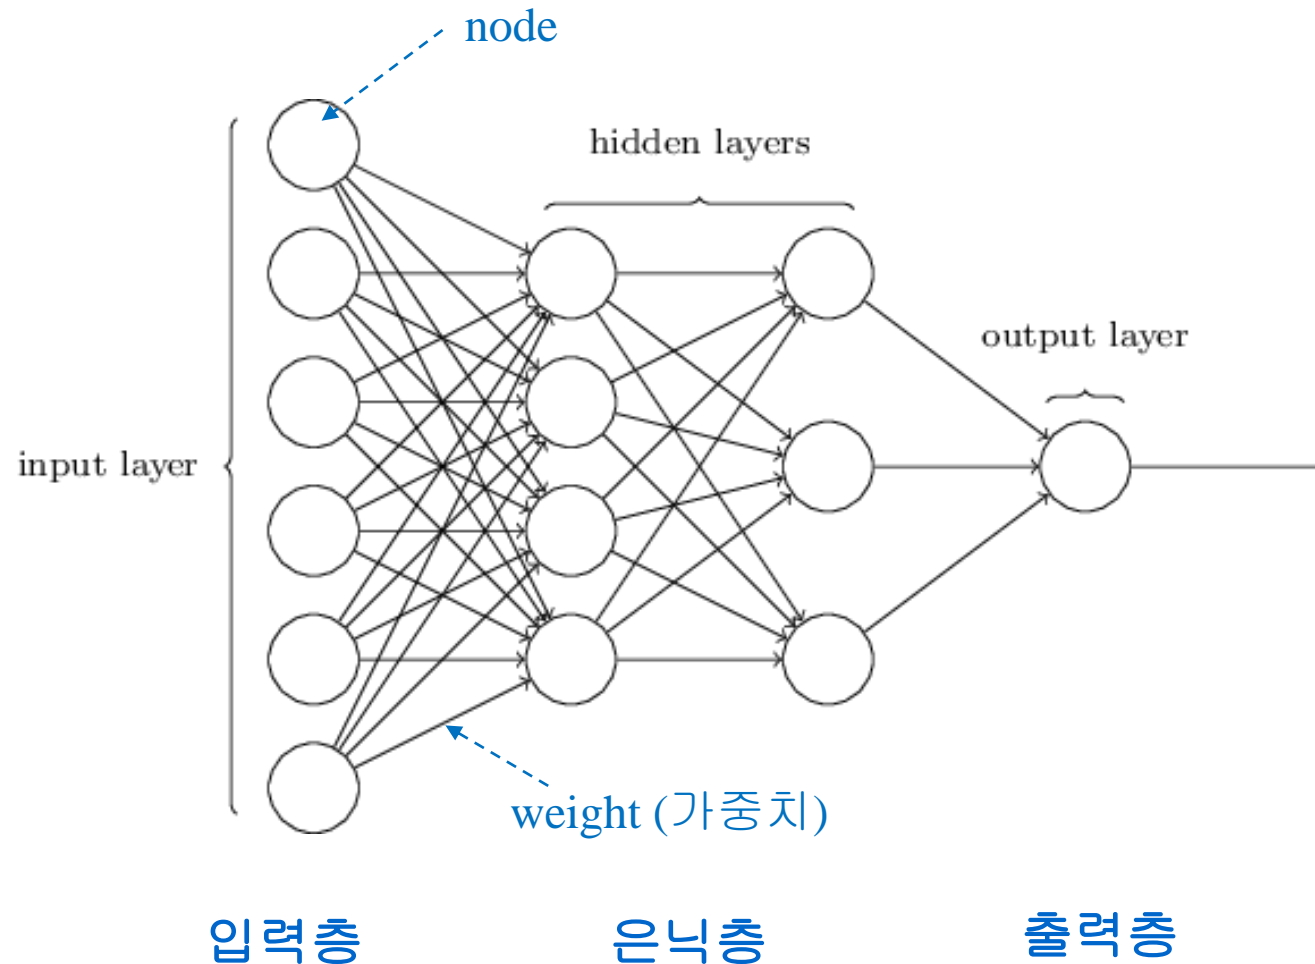 node
hidden layers
output layer
input layer
weight (가중치)
입력층
은닉층
출력층